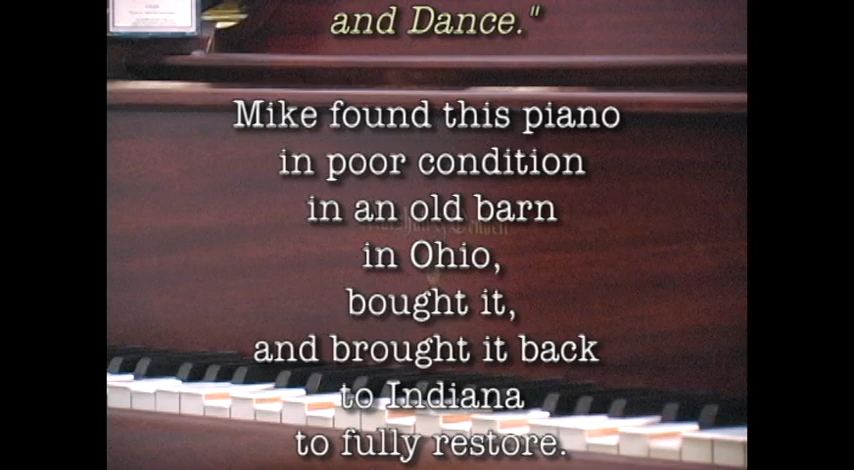 and Dance."
Mike found this piano
in poor condition
in an old barn
in Ohio,
bought it,
and brought it back
to Indiana
to fully restore.